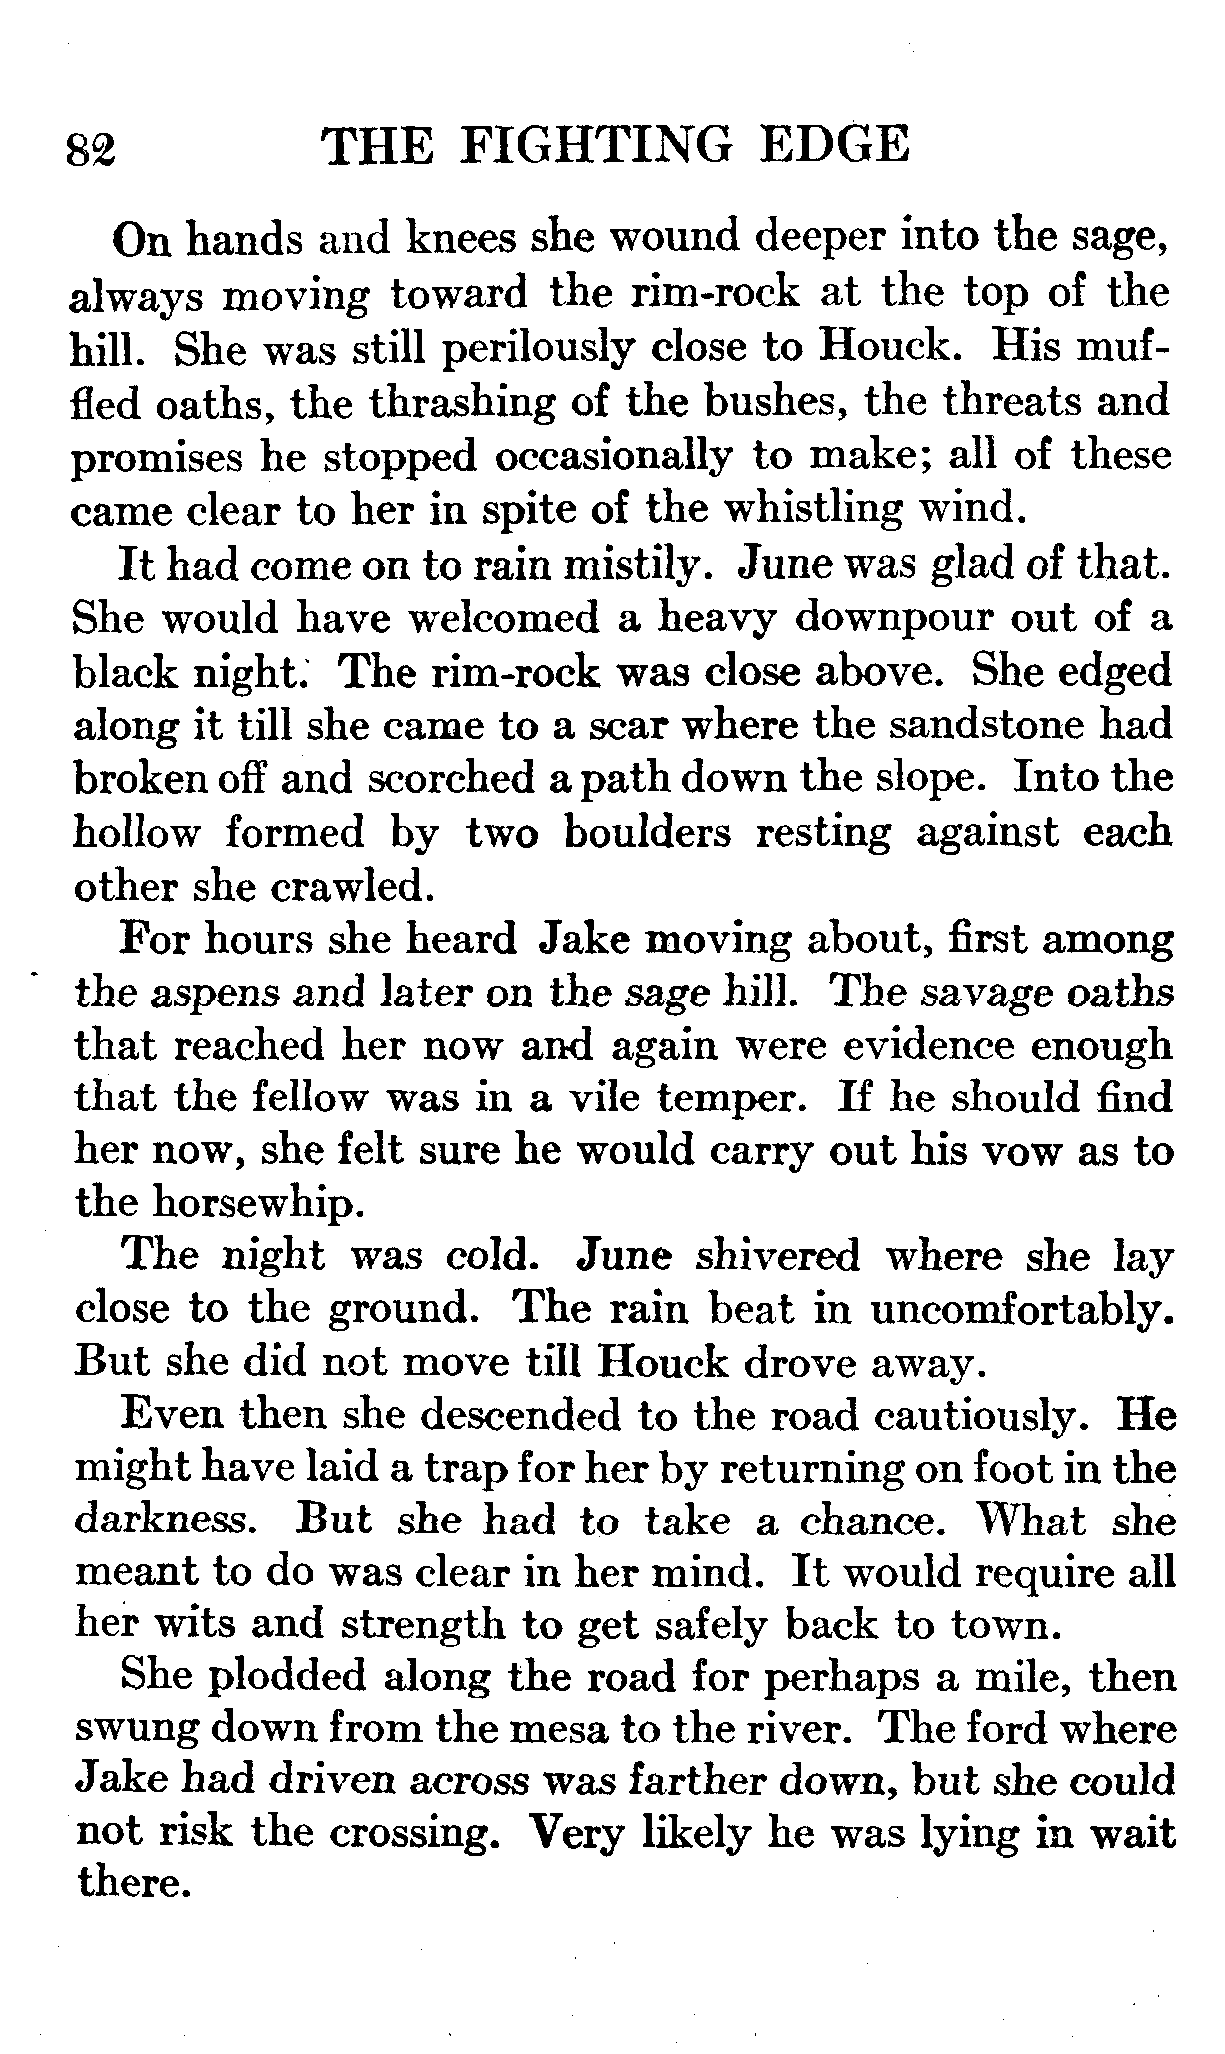 82 THE FIGHTING EDGE
On hands and knees she wound deeper into the sage,
always moving toward the rim-rock at the top of the
hill. She was still perilously close to Houck. His muf-
fled oaths, the thrashing of the bushes, the threats and
promises he stopped occasionally to make; all of these
came clear to her in spite of the whistling wind.
It had come on to rain mistily. June was glad of that.
She would have welcomed a heavy downpour out of a
black night. The rim-rock was close above. She edged
along it till she came to a scar where the sandstone had
broken off and scorched a path down the slope. Into the
hollow formed by two boulders resting against each
other she crawled.
For hours she heard Jake moving about, first among
the aspens and later on the sage hill. The savage oaths
that reached her now and again were evidence enough
that the fellow was in a vile temper. If he should find
her now, she felt sure he would carry out his vow as to
the horsewhip.
The night was cold. June shivered where she lay
close to the ground. The rain beat in uncomfortably.
But she did not move till Houck drove away.
Even then she descended to the road cautiously. He
might have laid a trap for her by returning on foot in the
darkness. But she had to take a chance. What she
meant to do was clear in her mind. It would require all
her wits and strength to get safely back to town.
She plodded along the road for perhaps a mile, then
swung down from the mesa to the river. The ford where
Jake had driven across was farther down, but she could
not risk the crossing. Very likely he was lying in wait
there.